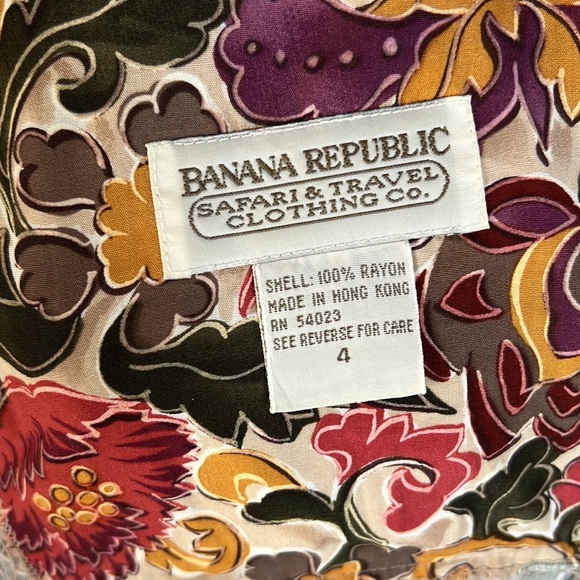 BANANA REPUBLIC
SAFARI & TRAVEL
CLOTHING CO.
SHELL: 100% RAYON
MADE IN HONG KONG
RN 54023
SEE REVERSE FOR CARE
4